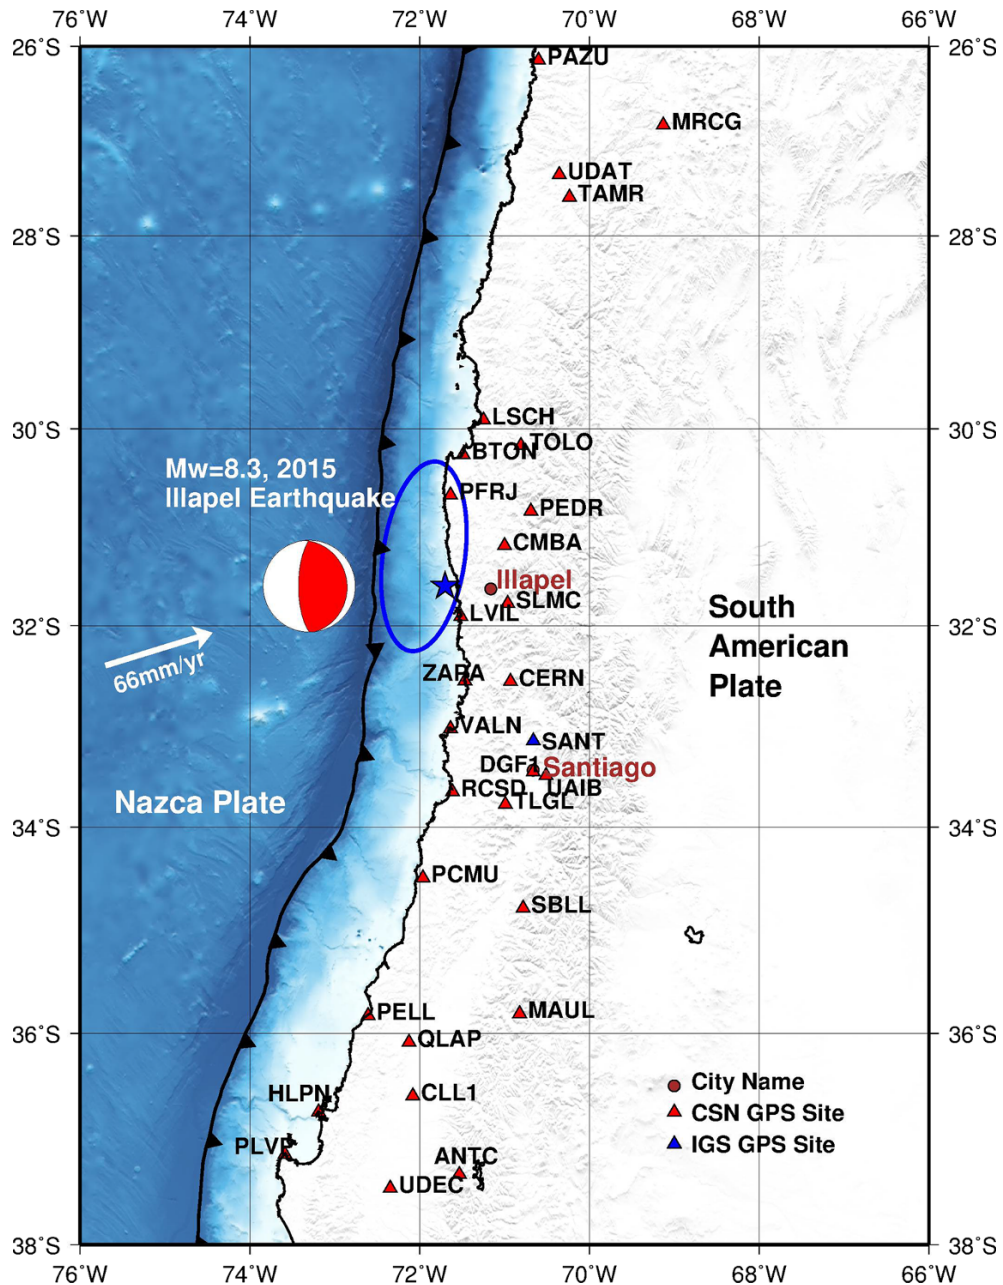 76°W 74°W 72°W 70°W 68°W 66°W
26°S 26°S
PAZU
MRCG
UDAT
TAMR
28°S 28°S
LSCH
30°S 30°S
TOLO
BTON
Mw=8.3, 2015
Illapel Earthquake
PFRJ
PEDR
CMBA
Illapel
SLMC
LVIL
South
American
Plate
32°S 32°S
66mm/yr
ZAPA
CERN
VALN
SANT
DGF1
Santiago
RCSD
UAIB
TLGL
Nazca Plate
34°S 34°S
PCMU
SBLL
PELL
MAUL
36°S 36°S
QLAP
HLPN
CLL1
City Name
CSN GPS Site
IGS GPS Site
PLVP
ANTC
UDEC
38°S 38°S
76°W 74°W 72°W 70°W 68°W 66°W